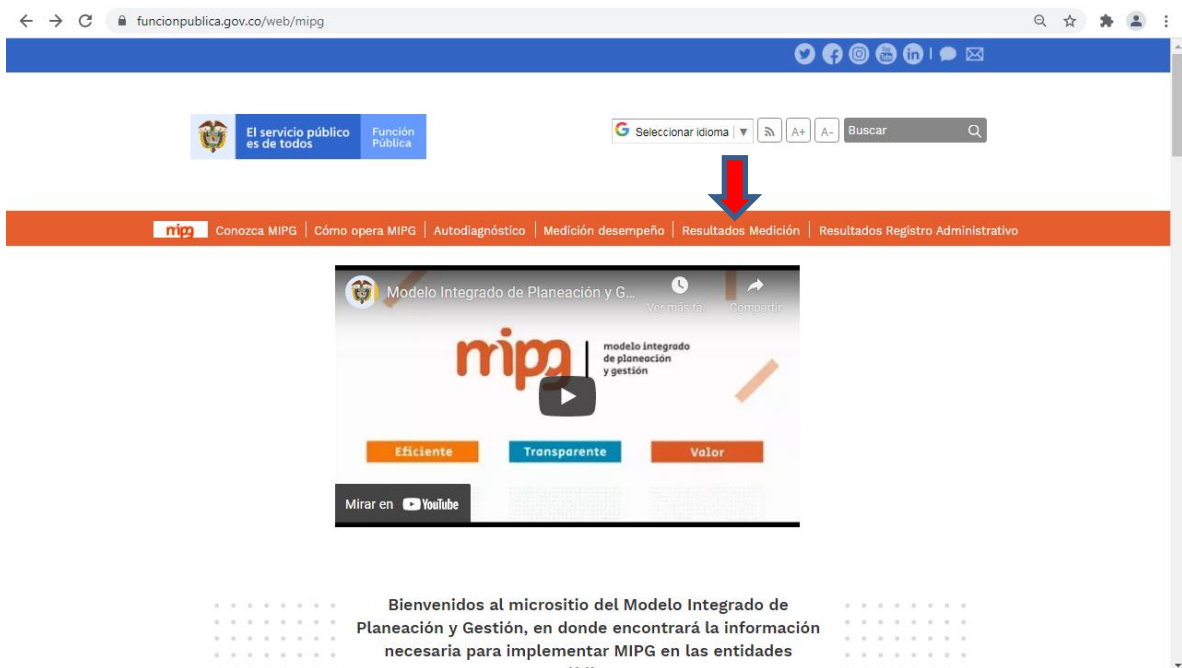 funcionpublica.gov.co/web/mipg
El servicio público
es de todos
Función
Pública
Seleccionar idioma
A+
A-
Buscar
mipg Conozca MIPG Cómo opera MIPG Autodiagnóstico Medición desempeño Resultados Medición Resultados Registro Administrativo
Modelo Integrado de Planeación y G...
Ver más ta...
Compartir
mipg
modelo integrado
de planeación
y gestión
Eficiente Transparente Valor
Mirar en YouTube
Bienvenidos al micrositio del Modelo Integrado de
Planeación y Gestión, en donde encontrará la información
necesaria para implementar MIPG en las entidades